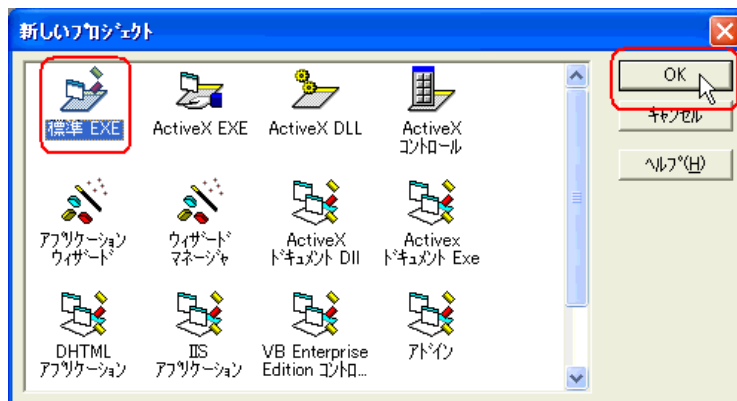 新しいﾌﾟﾛｼﾞｪｸﾄ
標準 EXE
ActiveX EXE
ActiveX DLL
ActiveX
ｺﾝﾄﾛｰﾙ
ｱﾌﾟﾘｹｰｼｮﾝ
ｳｨｻﾞｰﾄﾞ
ｳｨｻﾞｰﾄﾞ
ﾏﾈｰｼﾞｬ
ActiveX
ﾄﾞｷｭﾒﾝﾄ Dll
Activex
ﾄﾞｷｭﾒﾝﾄ Exe
DHTML
ｱﾌﾟﾘｹｰｼｮﾝ
IIS
ｱﾌﾟﾘｹｰｼｮﾝ
VB Enterprise
Edition ｺﾝﾄﾛ...
ｱﾄﾞｲﾝ
OK
ｷｬﾝｾﾙ
ﾍﾙﾌﾟ(H)